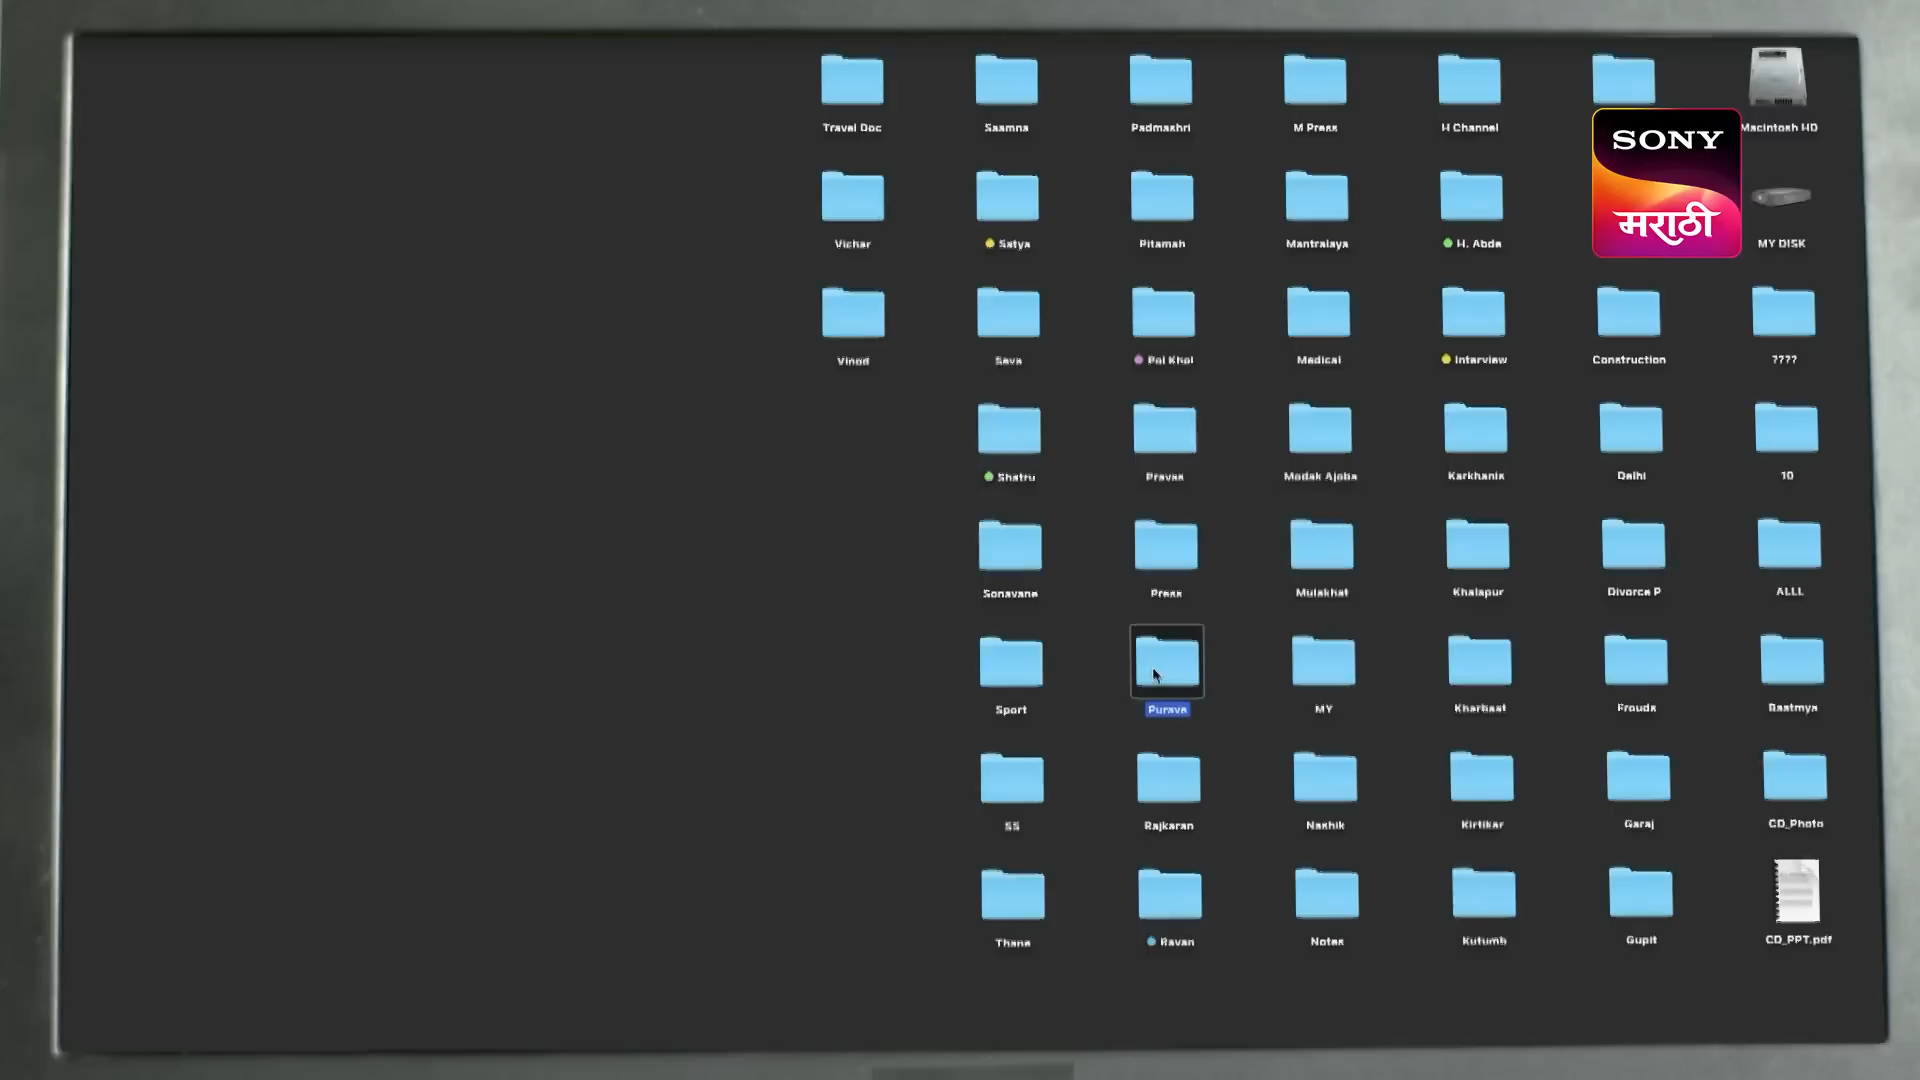 Travel Doc
Saamna
Padmashri
M Press
H Channel
Macintosh HD
SONY
मराठी
Vichar
Satya
Pitamah
Mantralaya
H. Abde
MY DISK
Vinod
Seva
Pol Khol
Medical
Interview
Construction
????
Shatru
Pravas
Modak Ajoba
Karkhanis
Delhi
10
Sonavane
Press
Mulakhat
Khalapur
Divorce P
ALLL
Sport
Purava
MY
Kharbast
Frouds
Baatmya
SS
Rajkaran
Nashik
Kirtikar
Garaj
CD_Photo
Thane
Ravan
Notes
Kutumb
Gupit
CD_PPT.pdf